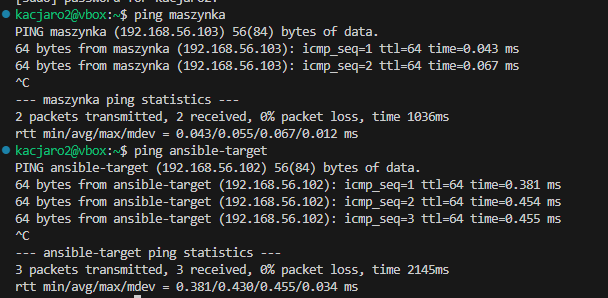 [sudo] password for kacjaro2:
kacjaro2@vbox:~$ ping maszynka
PING maszynka (192.168.56.103) 56(84) bytes of data.
64 bytes from maszynka (192.168.56.103): icmp_seq=1 ttl=64 time=0.043 ms
64 bytes from maszynka (192.168.56.103): icmp_seq=2 ttl=64 time=0.067 ms
^C
--- maszynka ping statistics ---
2 packets transmitted, 2 received, 0% packet loss, time 1036ms
rtt min/avg/max/mdev = 0.043/0.055/0.067/0.012 ms
kacjaro2@vbox:~$ ping ansible-target
PING ansible-target (192.168.56.102) 56(84) bytes of data.
64 bytes from ansible-target (192.168.56.102): icmp_seq=1 ttl=64 time=0.381 ms
64 bytes from ansible-target (192.168.56.102): icmp_seq=2 ttl=64 time=0.454 ms
64 bytes from ansible-target (192.168.56.102): icmp_seq=3 ttl=64 time=0.455 ms
^C
--- ansible-target ping statistics ---
3 packets transmitted, 3 received, 0% packet loss, time 2145ms
rtt min/avg/max/mdev = 0.381/0.430/0.455/0.034 ms